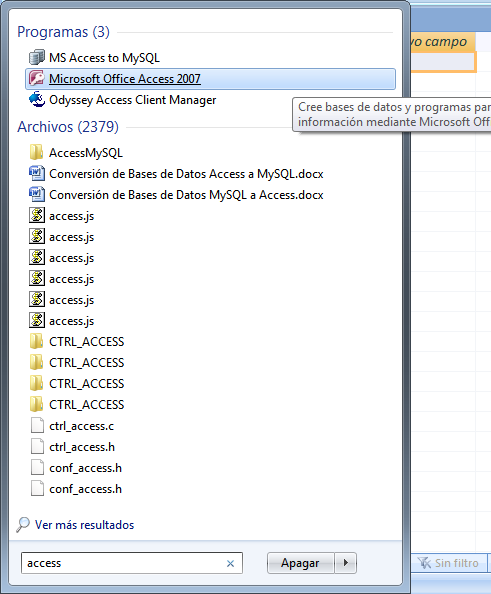 Programas (3)
MS Access to MySQL
Microsoft Office Access 2007
Odyssey Access Client Manager
Archivos (2379)
AccessMySQL
Conversión de Bases de Datos Access a MySQL.docx
Conversión de Bases de Datos MySQL a Access.docx
access.js
access.js
access.js
access.js
access.js
access.js
CTRL_ACCESS
CTRL_ACCESS
CTRL_ACCESS
CTRL_ACCESS
ctrl_access.c
ctrl_access.h
conf_access.h
conf_access.h
Ver más resultados
access
Apagar
vo campo
Cree bases de datos y programas par
información mediante Microsoft Offi
Sin filtro